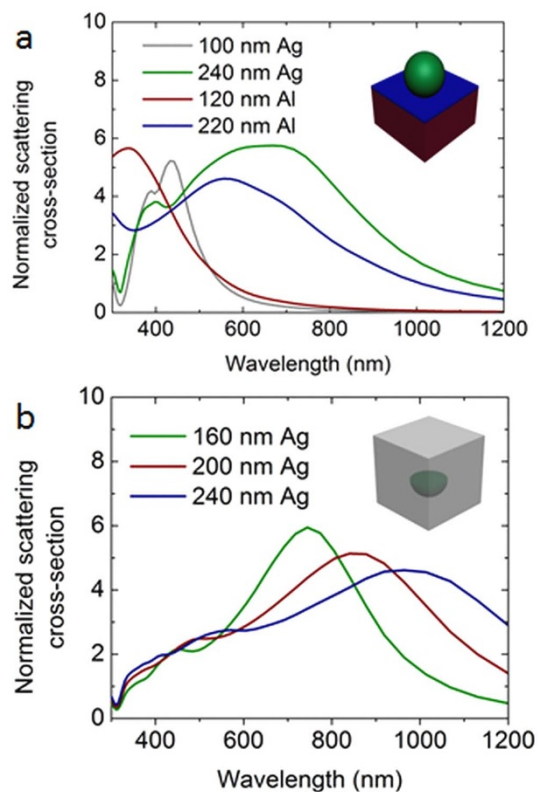 a
10
8
6
4
2
0
Normalized scattering
cross-section
100 nm Ag
240 nm Ag
120 nm Al
220 nm Al
400 600 800 1000 1200
Wavelength (nm)
b
10
8
6
4
2
0
Normalized scattering
cross-section
160 nm Ag
200 nm Ag
240 nm Ag
400 600 800 1000 1200
Wavelength (nm)